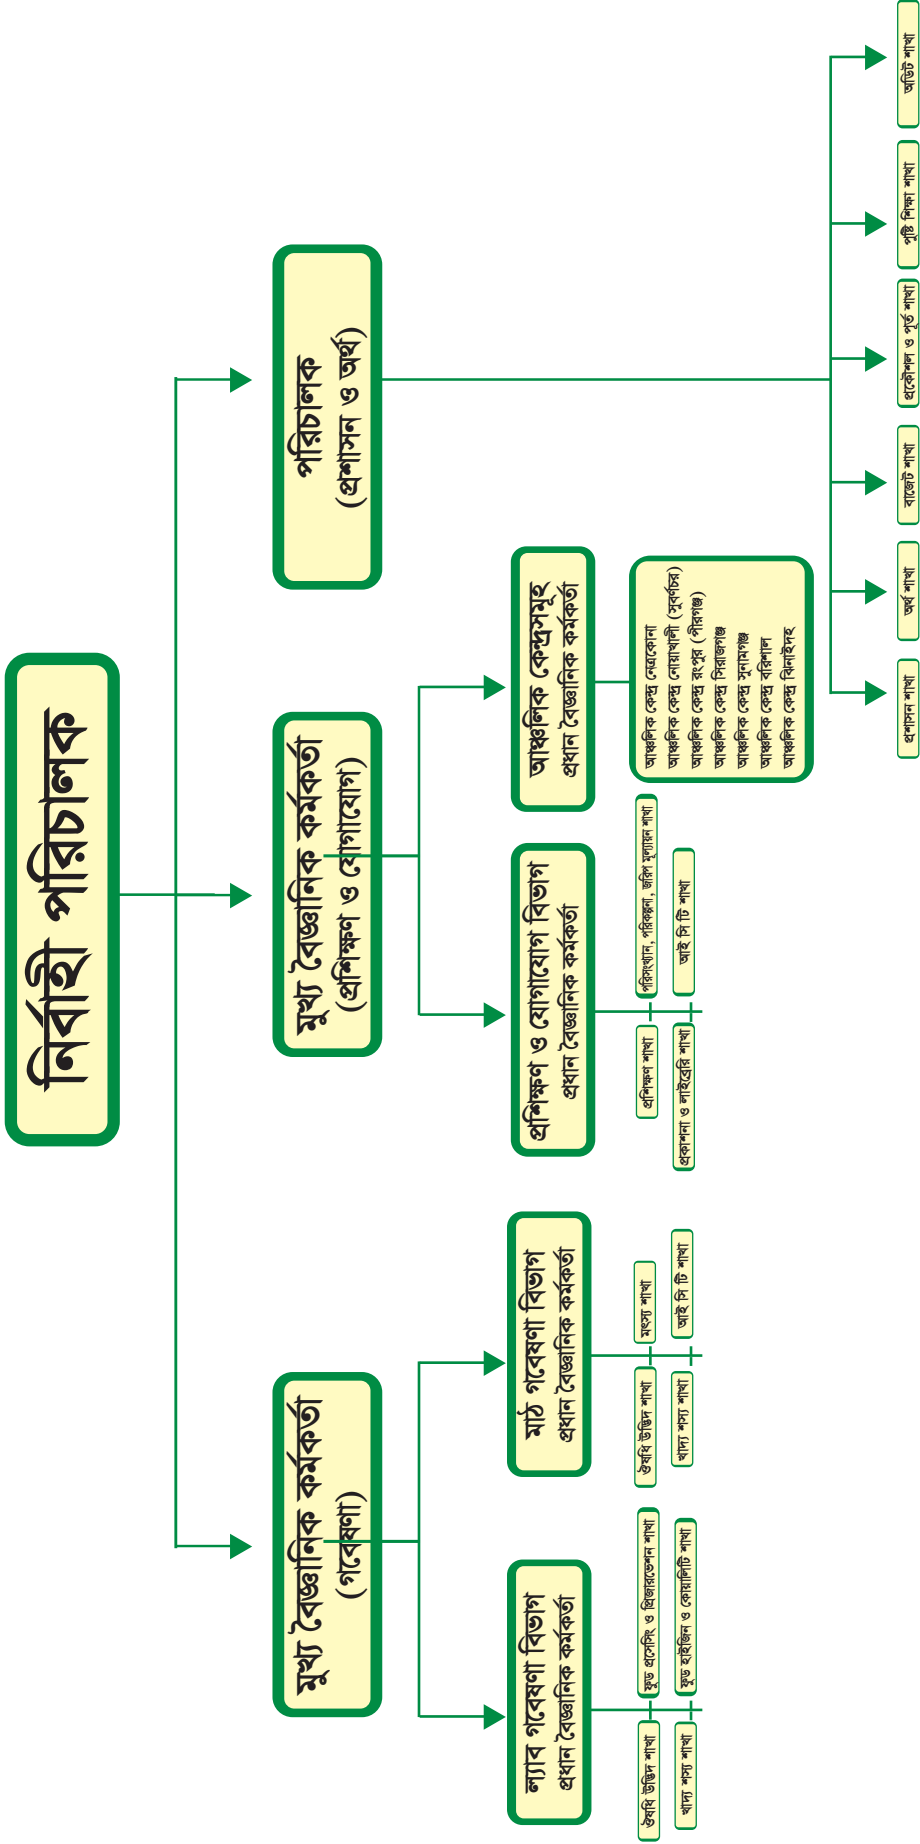 নির্বাহী পরিচালক
মুখ্য বৈজ্ঞানিক কর্মকর্তা
(গবেষণা)
মুখ্য বৈজ্ঞানিক কর্মকর্তা
(প্রশিক্ষণ ও যোগাযোগ)
পরিচালক
(প্রশাসন ও অর্থ)
ল্যাব গবেষণা বিভাগ
প্রধান বৈজ্ঞানিক কর্মকর্তা
মাঠ গবেষণা বিভাগ
প্রধান বৈজ্ঞানিক কর্মকর্তা
প্রশিক্ষণ ও যোগাযোগ বিভাগ
প্রধান বৈজ্ঞানিক কর্মকর্তা
আঞ্চলিক কেন্দ্রসমূহ
প্রধান বৈজ্ঞানিক কর্মকর্তা
ঔষধি উদ্ভিদ শাখা
ফুড প্রসেসিং ও প্রিজারভেশন শাখা
খাদ্য শস্য শাখা
ফুড হাইজিন ও কোয়ালিটি শাখা
ঔষধি উদ্ভিদ শাখা
মৎস্য শাখা
খাদ্য শস্য শাখা
আই সি টি শাখা
প্রশিক্ষণ শাখা
পরিসংখ্যান, পরিকল্পনা, জরিপ মূল্যায়ন শাখা
প্রকাশনা ও লাইব্রেরি শাখা
আই সি টি শাখা
আঞ্চলিক কেন্দ্র নেত্রকোনা
আঞ্চলিক কেন্দ্র নোয়াখালী (সুবর্ণচর)
আঞ্চলিক কেন্দ্র রংপুর (পীরগঞ্জ)
আঞ্চলিক কেন্দ্র সিরাজগঞ্জ
আঞ্চলিক কেন্দ্র সুনামগঞ্জ
আঞ্চলিক কেন্দ্র বরিশাল
আঞ্চলিক কেন্দ্র ঝিনাইদহ
প্রশাসন শাখা
অর্থ শাখা
বাজেট শাখা
প্রকৌশল ও পূর্ত শাখা
পুষ্টি শিক্ষা শাখা
অডিট শাখা